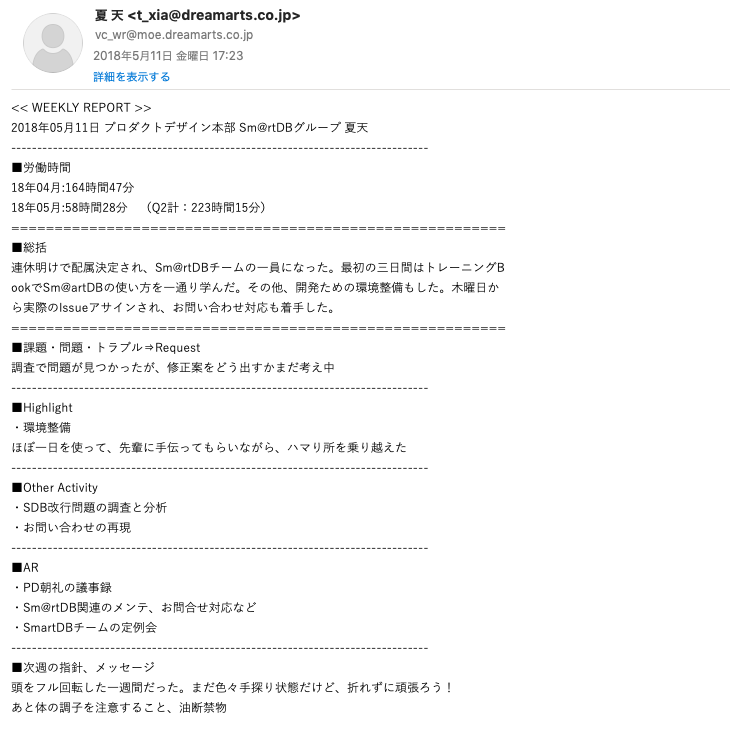 夏 天 <t_xia@dreamarts.co.jp>
vc_wr@moe.dreamarts.co.jp
2018年5月11日 金曜日 17:23
詳細を表示する
<< WEEKLY REPORT >>
2018年05月11日 プロダクトデザイン本部 Sm@rtDBグループ 夏天
--------------------------------------------------------------------------------
■労働時間
18年04月:164時間47分
18年05月:58時間28分　（Q2計：223時間15分）
=========================================================
■総括
連休明けで配属決定され、Sm@rtDBチームの一員になった。最初の三日間はトレーニングB
ookでSm@artDBの使い方を一通り学んだ。その他、開発ための環境整備もした。木曜日か
ら実際のIssueアサインされ、お問い合わせ対応も着手した。
=========================================================
■課題・問題・トラブル⇒Request
調査で問題が見つかったが、修正案をどう出すかまだ考え中
--------------------------------------------------------------------------------
■Highlight
・環境整備
ほぼ一日を使って、先輩に手伝ってもらいながら、ハマり所を乗り越えた
--------------------------------------------------------------------------------
■Other Activity
・SDB改行問題の調査と分析
・お問い合わせの再現
--------------------------------------------------------------------------------
■AR
・PD朝礼の議事録
・Sm@rtDB関連のメンテ、お問合せ対応など
・SmartDBチームの定例会
--------------------------------------------------------------------------------
■次週の指針、メッセージ
頭をフル回転した一週間だった。まだ色々手探り状態だけど、折れずに頑張ろう！
あと体の調子を注意すること、油断禁物